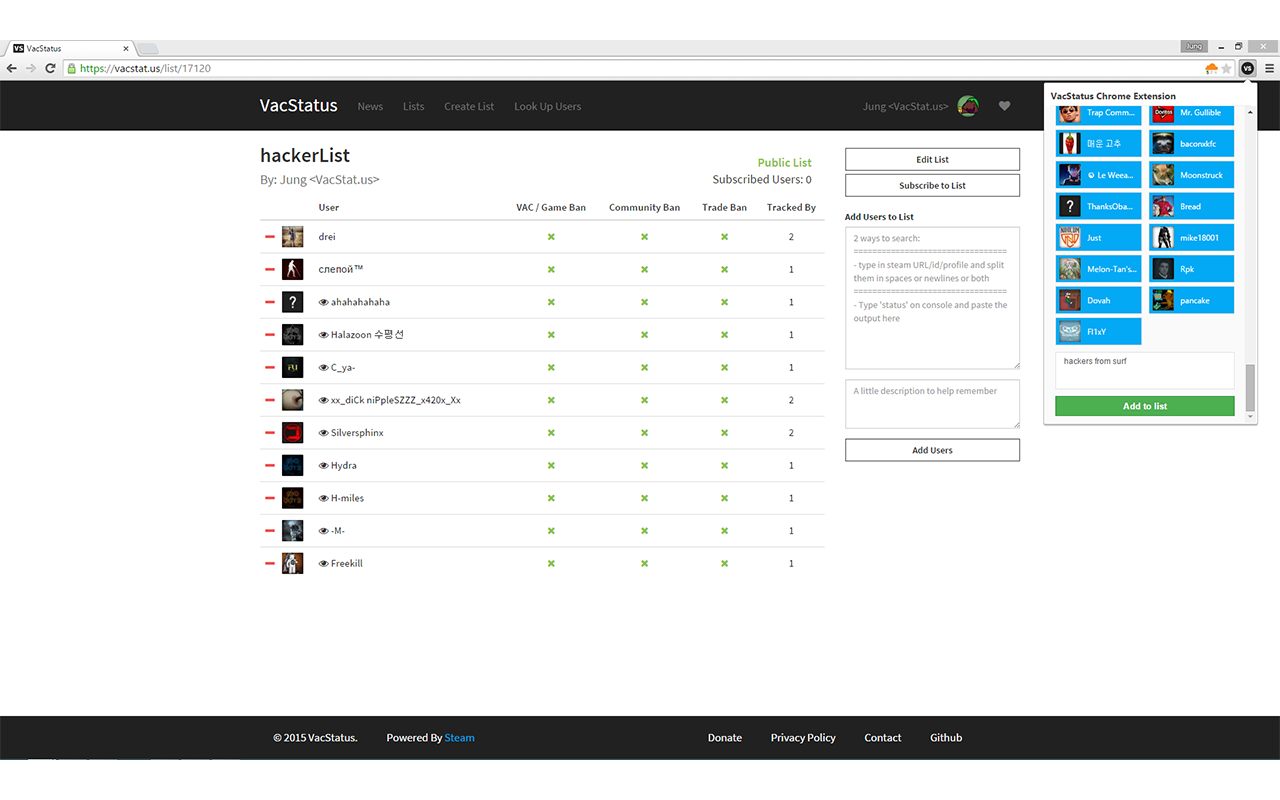 VS VacStatus
Jung
https://vacstat.us/list/17120
VS
VacStatus News Lists Create List Look Up Users Jung <VacStat.us>
hackerList
By: Jung <VacStat.us>
Public List
Subscribed Users: 0
User VAC / Game Ban Community Ban Trade Ban Tracked By
drei 2
слепой™ 1
? ahahahahaha 1
Halazoon 수평선 1
FU C_ya- 1
xx_diCk niPpleSZZZ_x420x_Xx 2
Silversphinx 2
Hydra 1
H-miles 1
-M- 1
Freekill 1
Edit List
Subscribe to List
Add Users to List
2 ways to search:
================================
- type in steam URL/id/profile and split
them in spaces or newlines or both
================================
- Type 'status' on console and paste the
output here
A little description to help remember
Add Users
VacStatus Chrome Extension
Trap Comm... Doritos Mr. Gullible
매운 고추 baconxkfc
Le Weea... Moonstruck
? ThanksOba... Bread
Just mike18001
Melon-Tan's... Rpk
Dovah pancake
Fl1xY
hackers from surf
Add to list
© 2015 VacStatus. Powered By Steam Donate Privacy Policy Contact Github